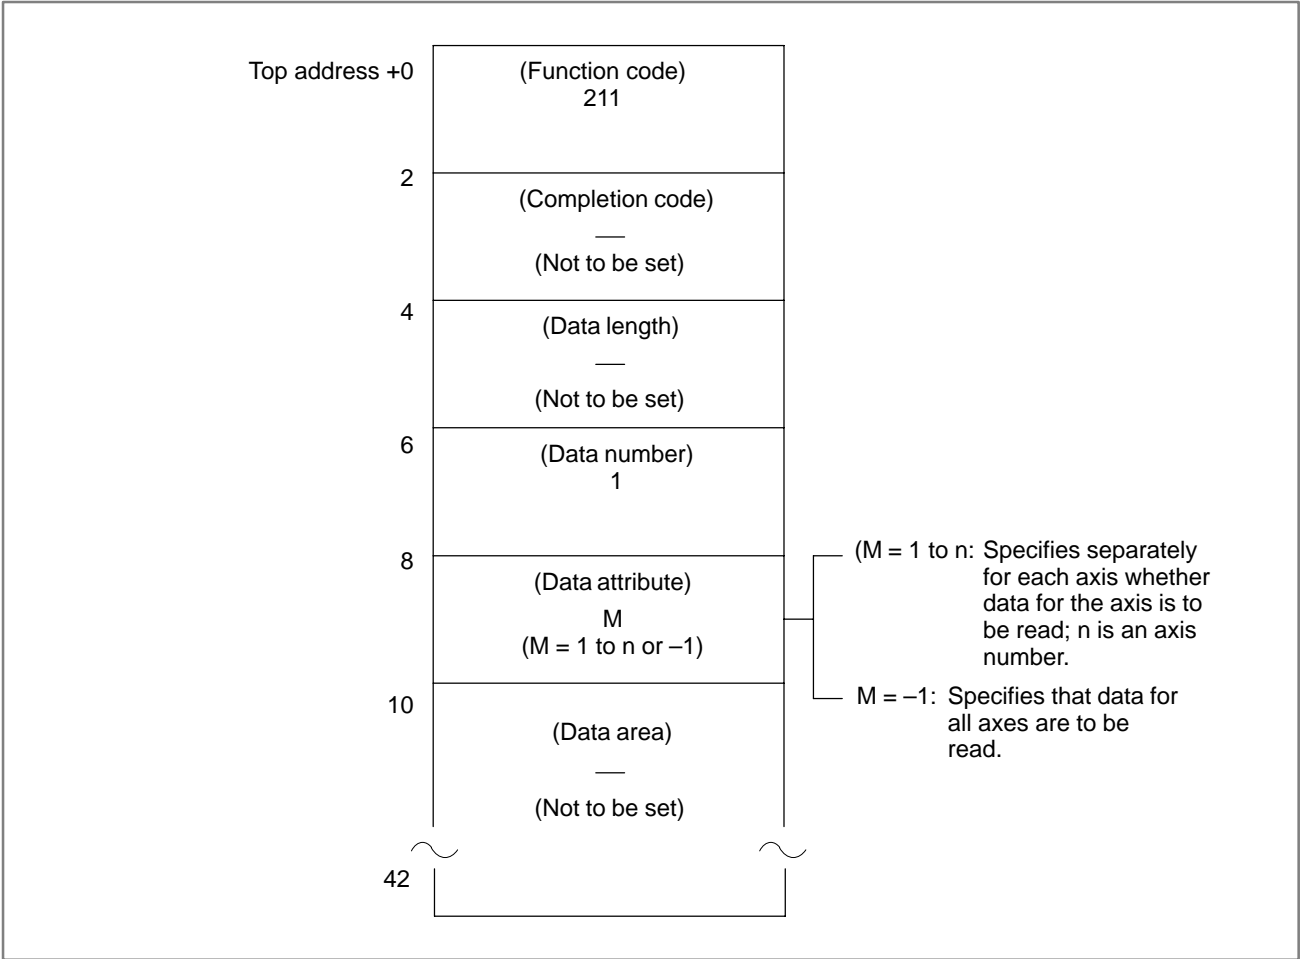 Top address +0
(Function code)
211
2
(Completion code)
—
(Not to be set)
4
(Data length)
—
(Not to be set)
6
(Data number)
1
8
(Data attribute)
M
(M = 1 to n or –1)
(M = 1 to n: Specifies separately
for each axis whether
data for the axis is to
be read; n is an axis
number.
M = –1: Specifies that data for
all axes are to be
read.
10
(Data area)
—
(Not to be set)
42